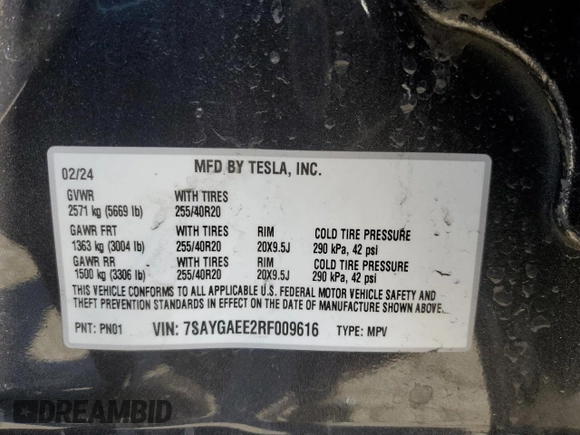 02/24 MFD BY TESLA, INC.
GVWR WITH TIRES
2571 kg (5669 lb) 255/40R20
GAWR FRT WITH TIRES RIM COLD TIRE PRESSURE
1363 kg (3004 lb) 255/40R20 20X9.5J 290 kPa, 42 psi
GAWR RR WITH TIRES RIM COLD TIRE PRESSURE
1500 kg (3306 lb) 255/40R20 20X9.5J 290 kPa, 42 psi
THIS VEHICLE CONFORMS TO ALL APPLICABLE U.S. FEDERAL MOTOR VEHICLE SAFETY AND
THEFT PREVENTION STANDARDS IN EFFECT ON THE DATE OF MANUFACTURE SHOWN ABOVE.
PNT: PN01 VIN: 7SAYGAEE2RF009616 TYPE: MPV
DREAMBID